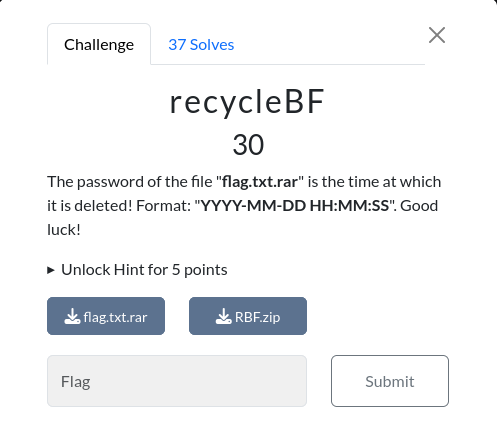 Challenge
37 Solves
recycleBF
30
The password of the file "flag.txt.rar" is the time at which
it is deleted! Format: "YYYY-MM-DD HH:MM:SS". Good
luck!
▸ Unlock Hint for 5 points
flag.txt.rar
RBF.zip
Flag
Submit